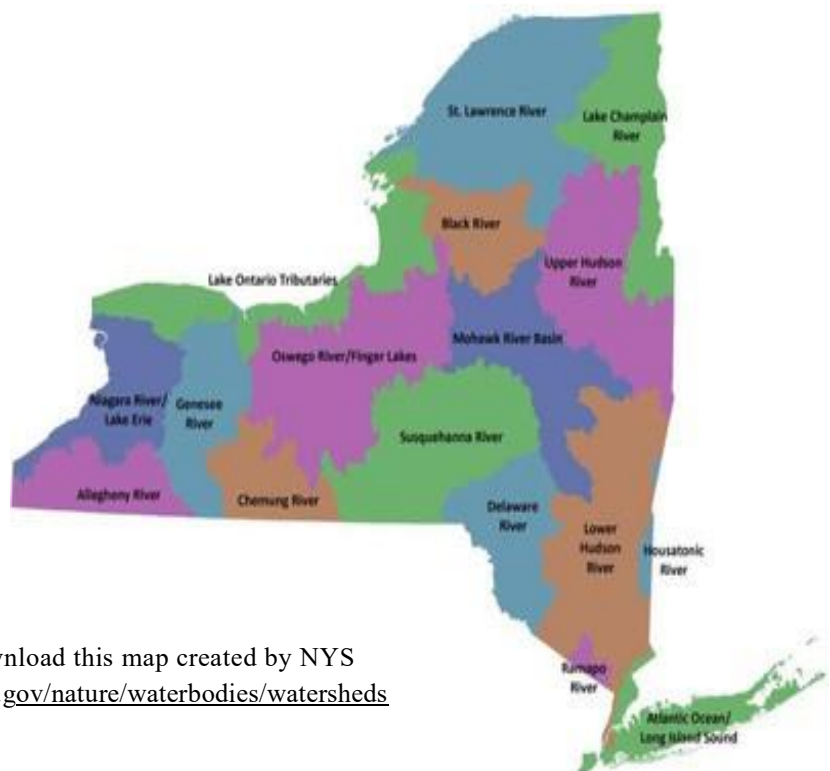 St. Lawrence River
Lake Champlain
River
Black River
Upper Hudson
River
Lake Ontario Tributaries
Mohawk River Basin
Oswego River/Finger Lakes
Niagara River/
Lake Erie
Genesee
River
Susquehanna River
Allegheny River
Chemung River
Delaware
River
Lower
Hudson
River
Housatonic
River
wnload this map created by NYS
gov/nature/waterbodies/watersheds
Ramapo
River
Atlantic Ocean/
Long Island Sound